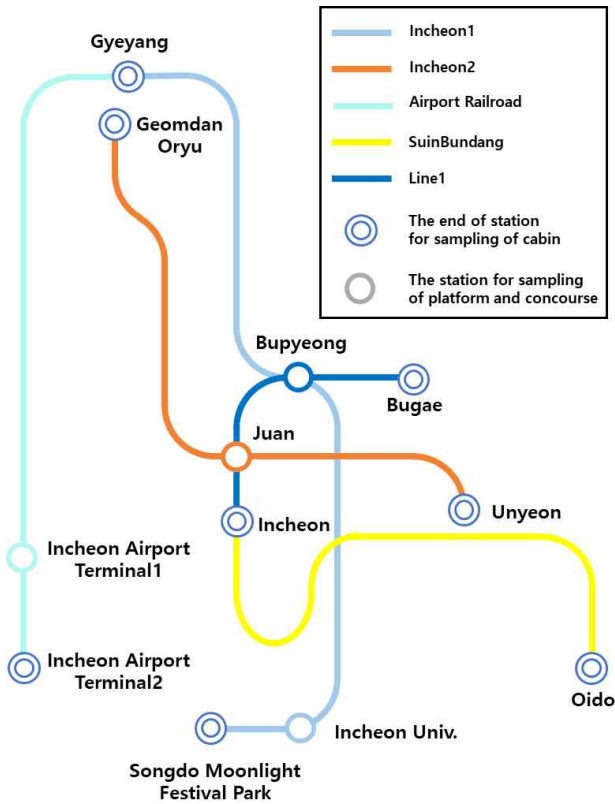 Gyeyang
Geomdan
Oryu
Incheon1
Incheon2
Airport Railroad
SuinBundang
Line1
The end of station
for sampling of cabin
The station for sampling
of platform and concourse
Bupyeong
Bugae
Juan
Incheon
Unyeon
Incheon Airport
Terminal1
Incheon Airport
Terminal2
Oido
Incheon Univ.
Songdo Moonlight
Festival Park